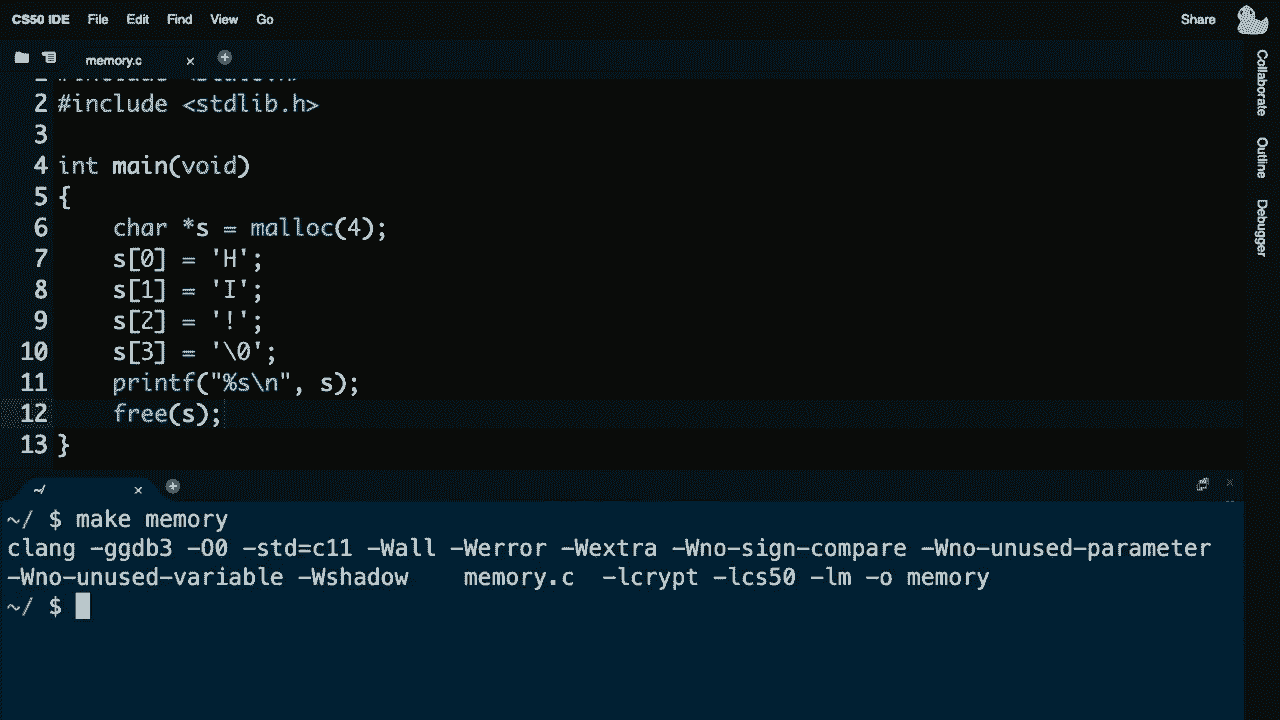 CS50 IDE File Edit Find View Go Share
memory.c
2 #include <stdlib.h>
3
4 int main(void)
5 {
6 char *s = malloc(4);
7 s[0] = 'H';
8 s[1] = 'I';
9 s[2] = '!';
10 s[3] = '\0';
11 printf("%s\n", s);
12 free(s);
13 }
~/
~/ $ make memory
clang -ggdb3 -O0 -std=c11 -Wall -Werror -Wextra -Wno-sign-compare -Wno-unused-parameter
-Wno-unused-variable -Wshadow memory.c -lcrypt -lcs50 -lm -o memory
~/ $
Collaborate
Outline
Debugger